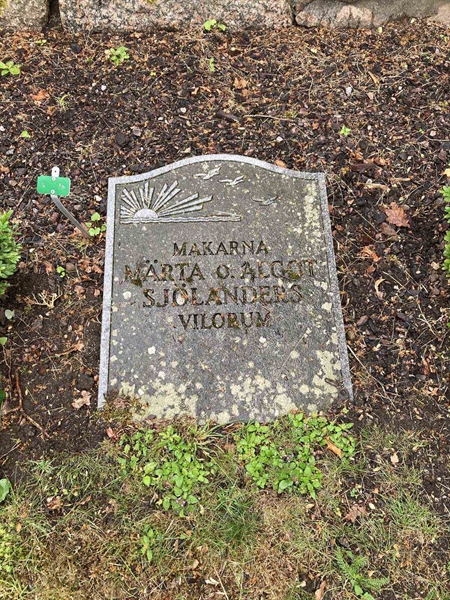 MAKARNA
MÄRTA O. ALGOT
SJÖLANDERS
VILORUM